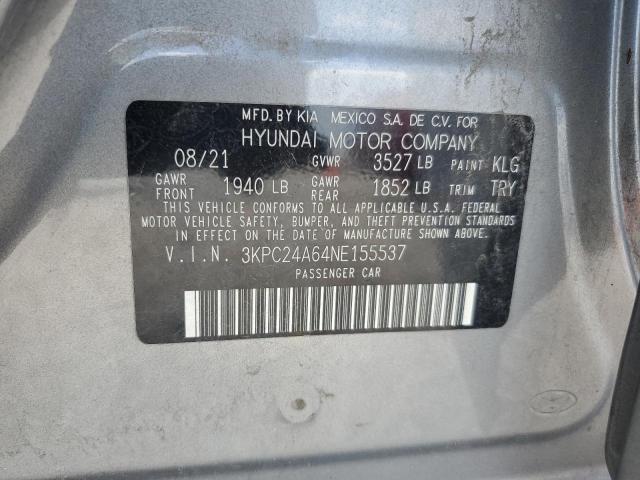 MFD. BY KIA MEXICO S.A. DE C.V. FOR
HYUNDAI MOTOR COMPANY
08/21 GVWR 3527 LB PAINT KLG
GAWR FRONT 1940 LB GAWR REAR 1852 LB TRIM TRY
THIS VEHICLE CONFORMS TO ALL APPLICABLE U.S.A. FEDERAL
MOTOR VEHICLE SAFETY, BUMPER, AND THEFT PREVENTION STANDARDS
IN EFFECT ON THE DATE OF MANUFACTURE SHOWN ABOVE.
V.I.N. 3KPC24A64NE155537
PASSENGER CAR